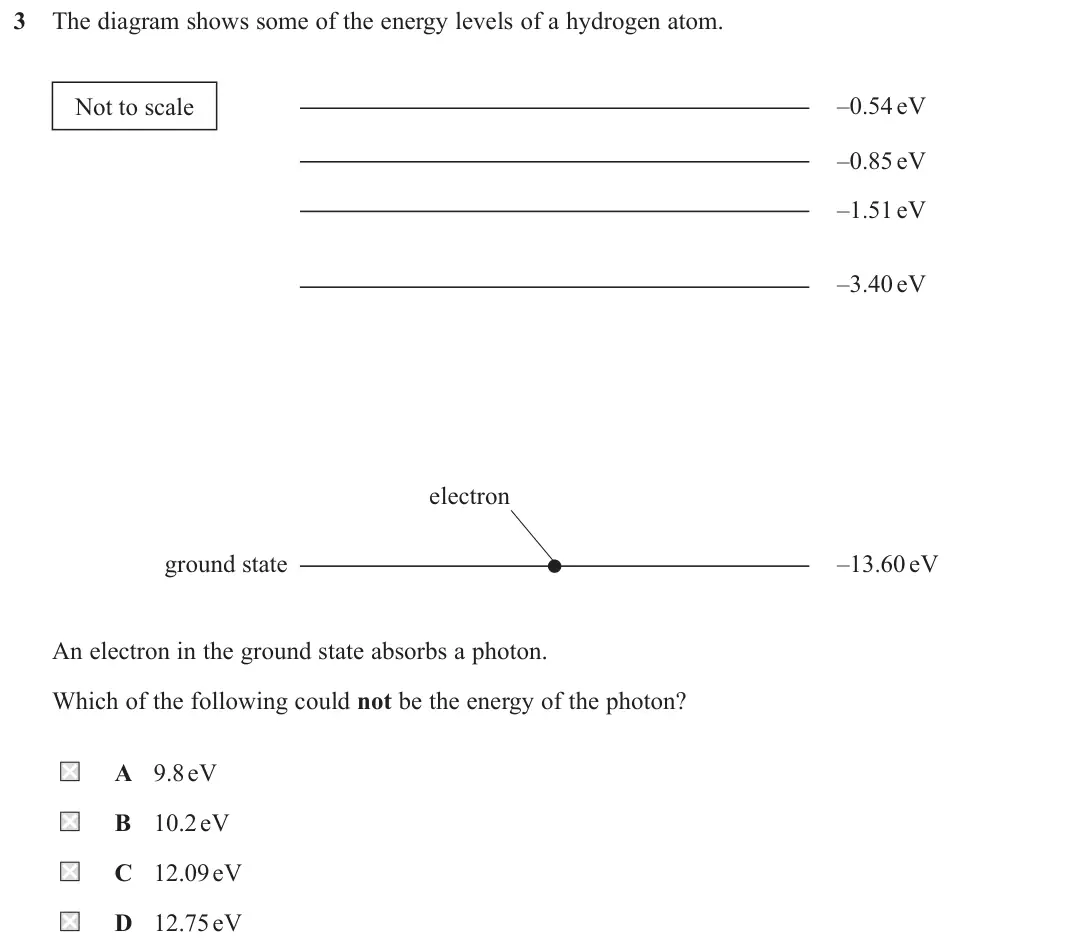 3 The diagram shows some of the energy levels of a hydrogen atom.
Not to scale
–0.54 eV
–0.85 eV
–1.51 eV
–3.40 eV
electron
ground state
–13.60 eV
An electron in the ground state absorbs a photon.
Which of the following could not be the energy of the photon?
A 9.8 eV
B 10.2 eV
C 12.09 eV
D 12.75 eV